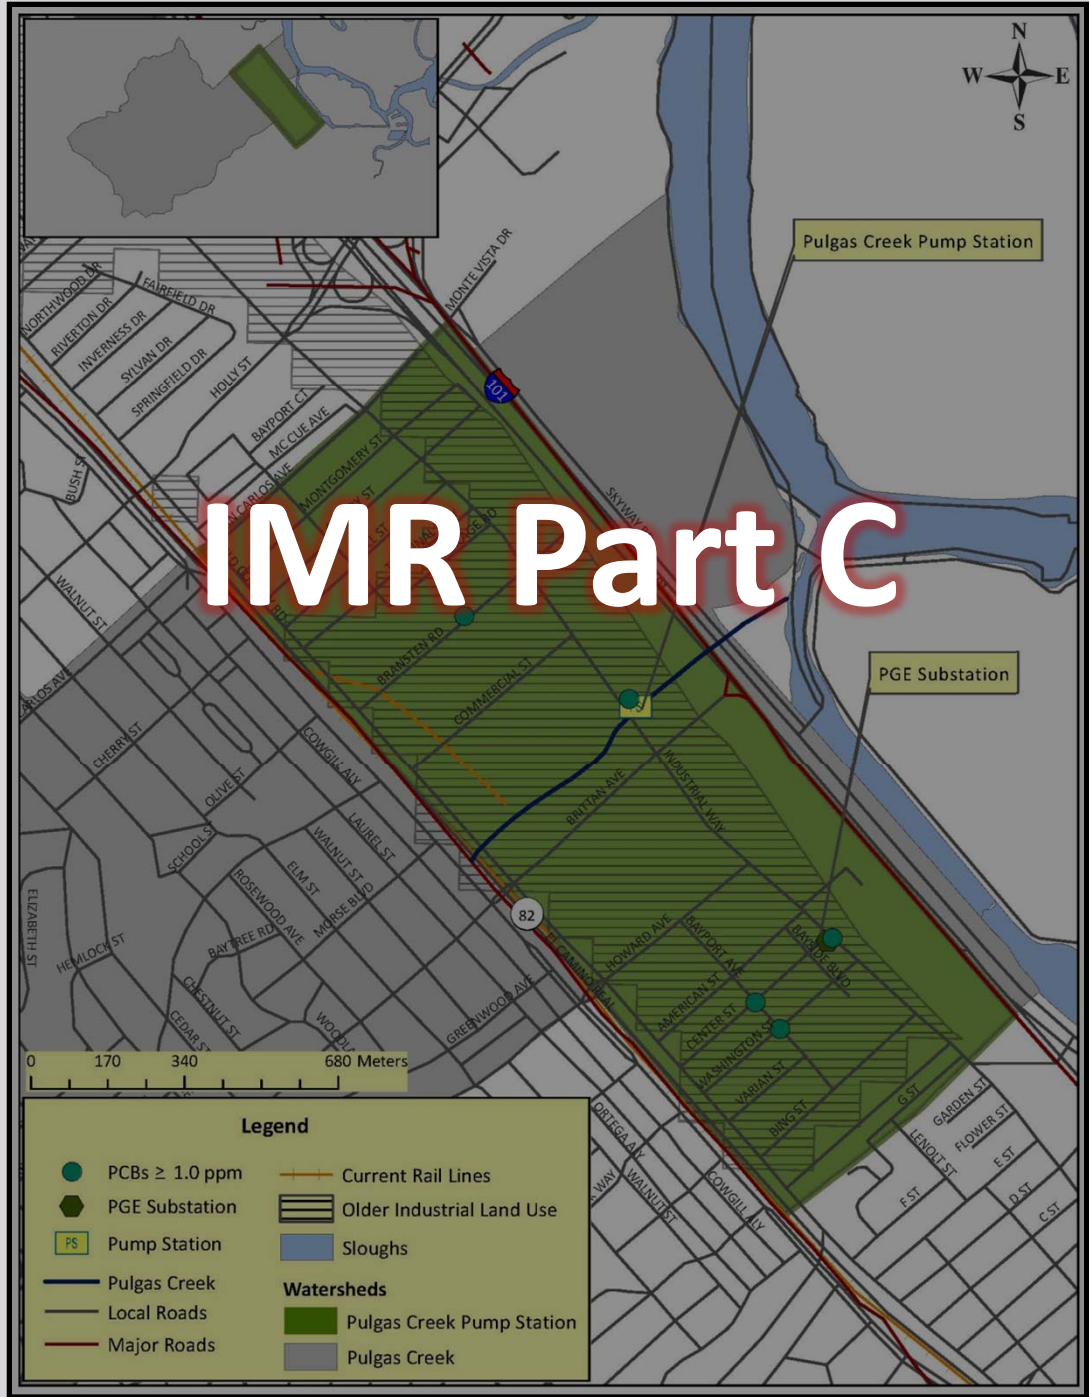 N
W E
S
Pulgas Creek Pump Station
MONTE VISTA DR
NORTHWOOD DR
FAIRFIELD DR
RIVERTON DR
INVERNESS DR
SYLVAN DR
SPRINGFIELD DR
HOLLY ST
BAYPORT CT
MC CUE AVE
101
MONTGOMERY ST
BUSH ST
CARLOS AVE
SKYWAY
IMR Part C
WALNUT ST
BRANSTEN RD
COMMERCIAL ST
PGE Substation
CHERRY ST
COWGILL ALY
OLIVE ST
BRITTAN AVE
INDUSTRIAL WAY
SCHOOL ST
LAUREL ST
WALNUT ST
ELM ST
ROSEWOOD AVE
MORSE BLVD
82
ELIZABETH ST
HEMLOCK ST
BAYTREE RD
EL CAMINO REAL
HOWARD AVE
BAYPORT AVE
BAYSIDE BLVD
CHESTNUT ST
CEDAR ST
GREENWOOD AVE
AMERICAN ST
CENTER ST
WASHINGTON ST
VARIAN ST
BING ST
G ST
GARDEN ST
FLOWER ST
LENOLT ST
E ST
F ST
D ST
C ST
ORTEGA ALY
WALNUT ST
COWGILL ALY
0 170 340 680 Meters
Legend
PCBs ≥ 1.0 ppm
PGE Substation
PS Pump Station
Pulgas Creek
Local Roads
Major Roads
Current Rail Lines
Older Industrial Land Use
Sloughs
Watersheds
Pulgas Creek Pump Station
Pulgas Creek